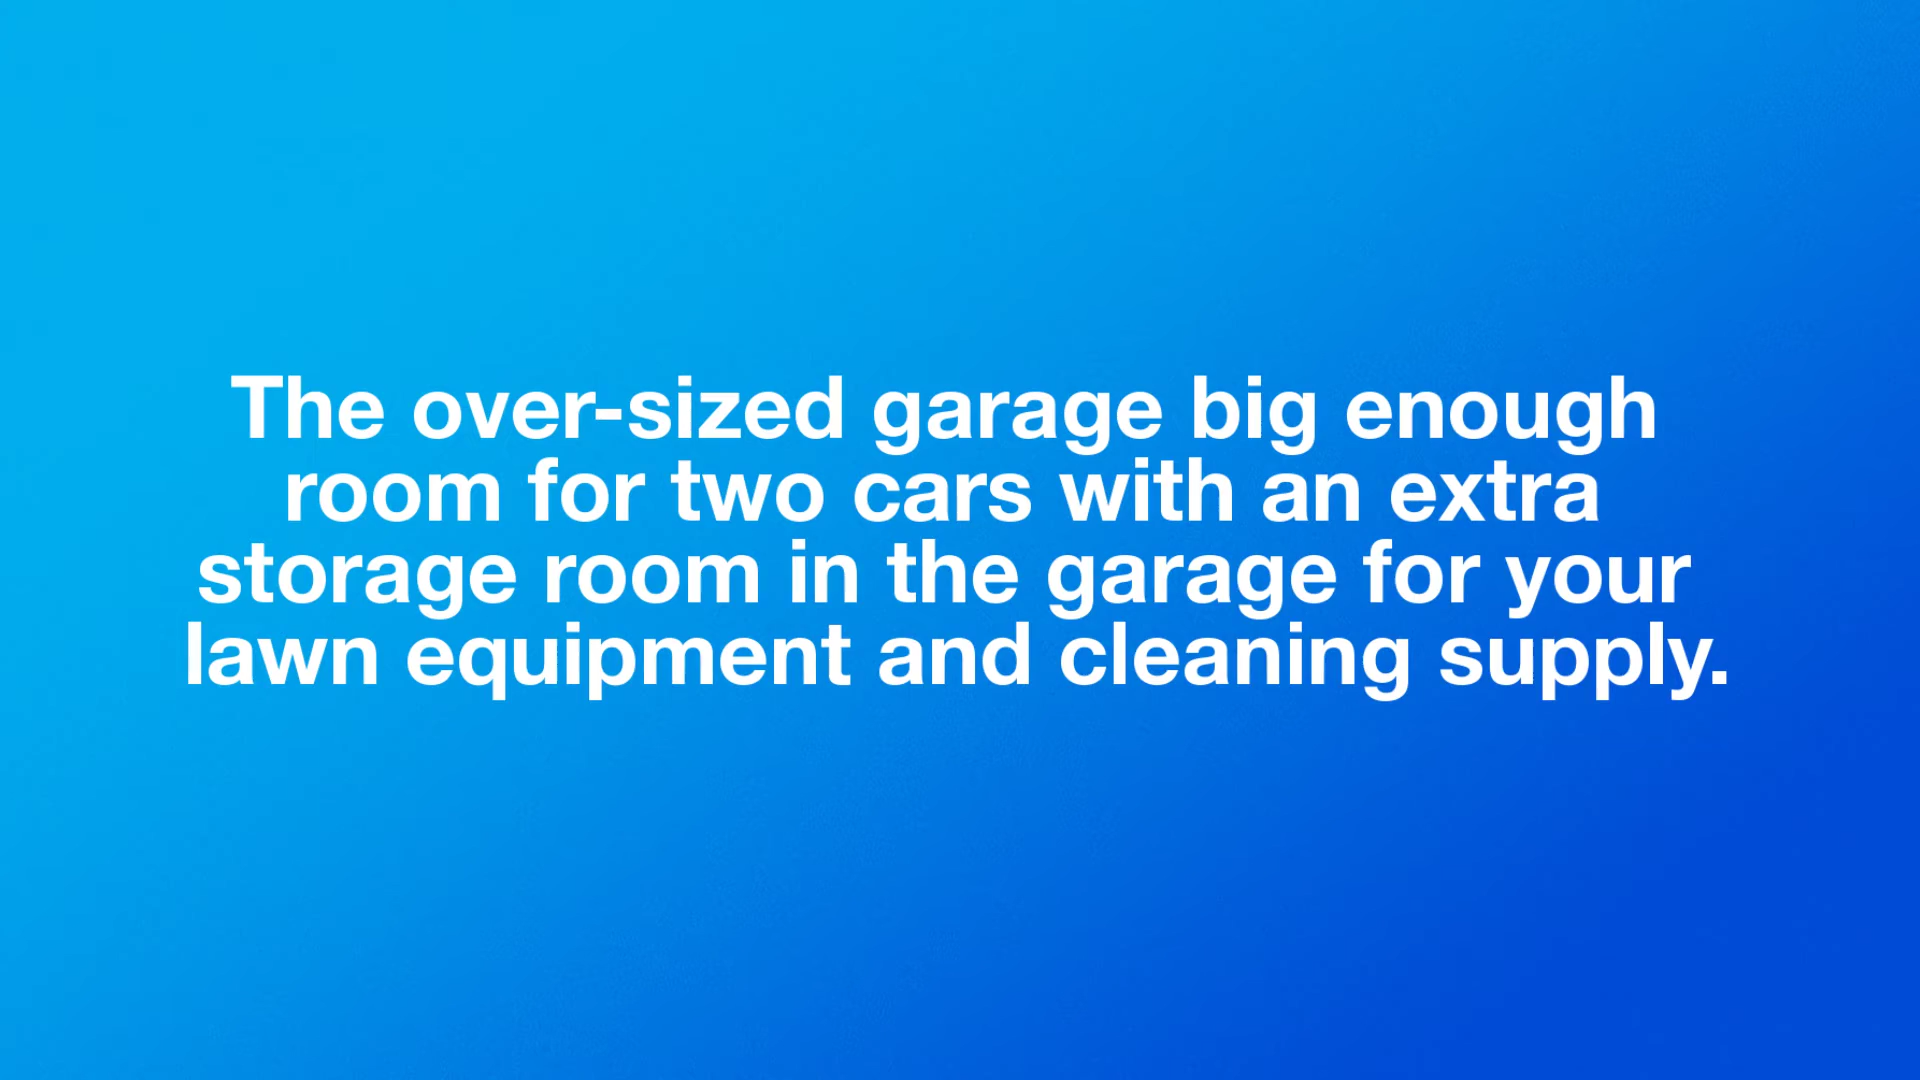 The over-sized garage big enough
room for two cars with an extra
storage room in the garage for your
lawn equipment and cleaning supply.